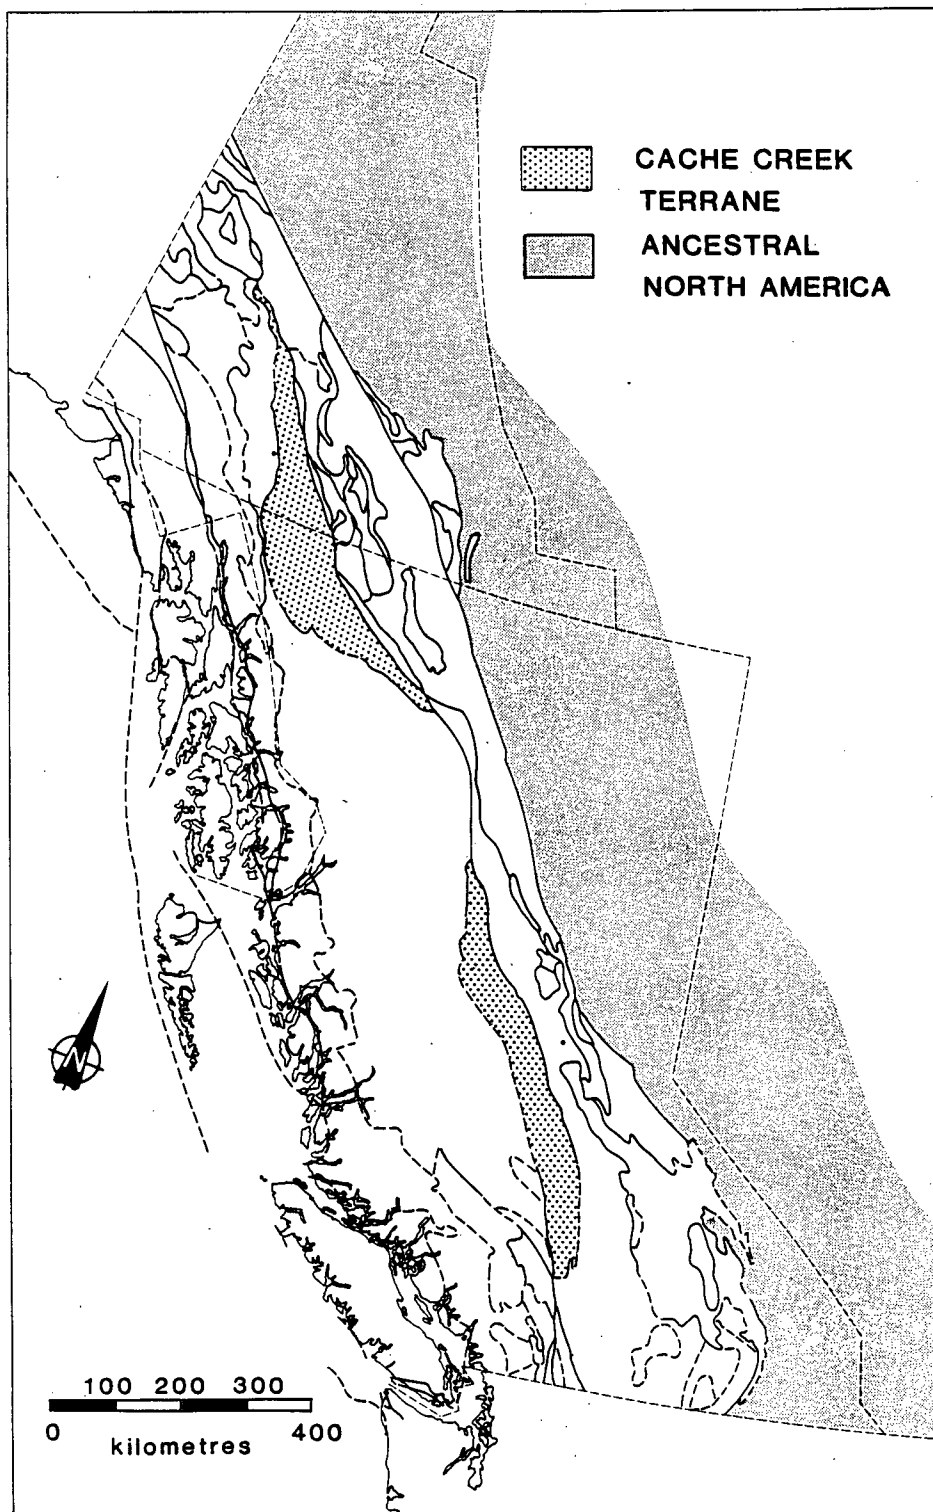 CACHE CREEK
TERRANE
ANCESTRAL
NORTH AMERICA
N
100 200 300
0 400
kilometres